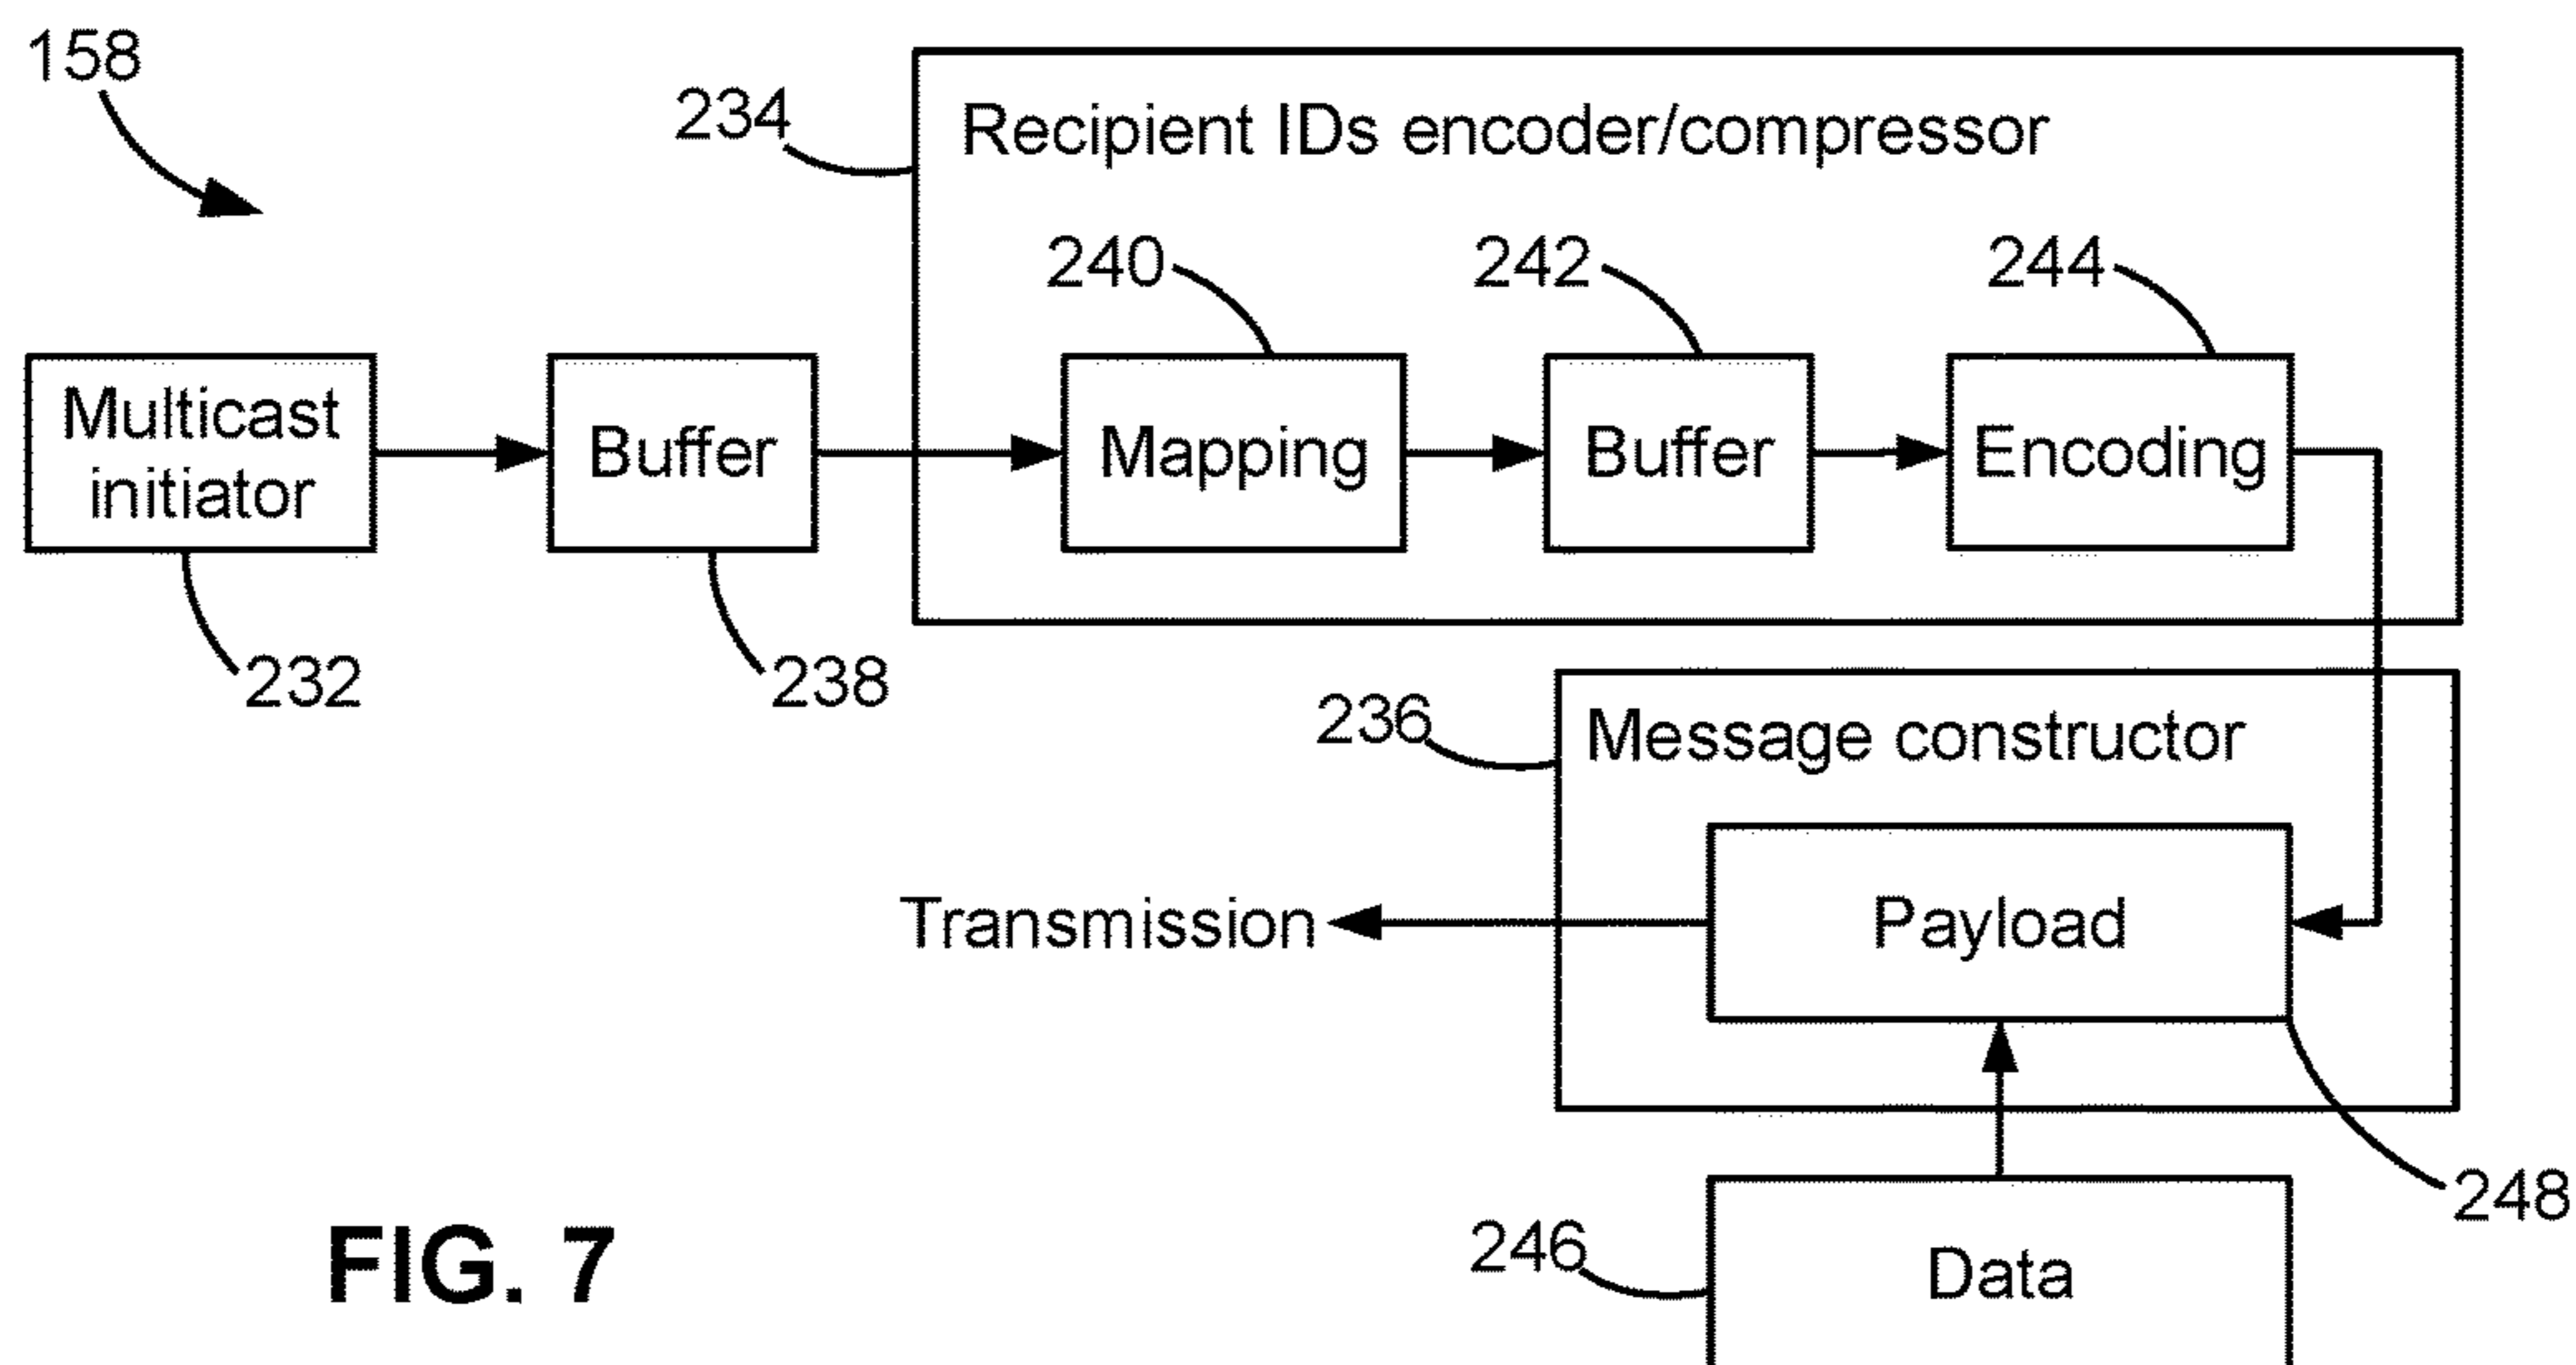 158
234
Recipient IDs encoder/compressor
240
242
244
Multicast
initiator
Buffer
Mapping
Buffer
Encoding
232
238
236
Message constructor
Transmission
Payload
248
246
Data
FIG. 7